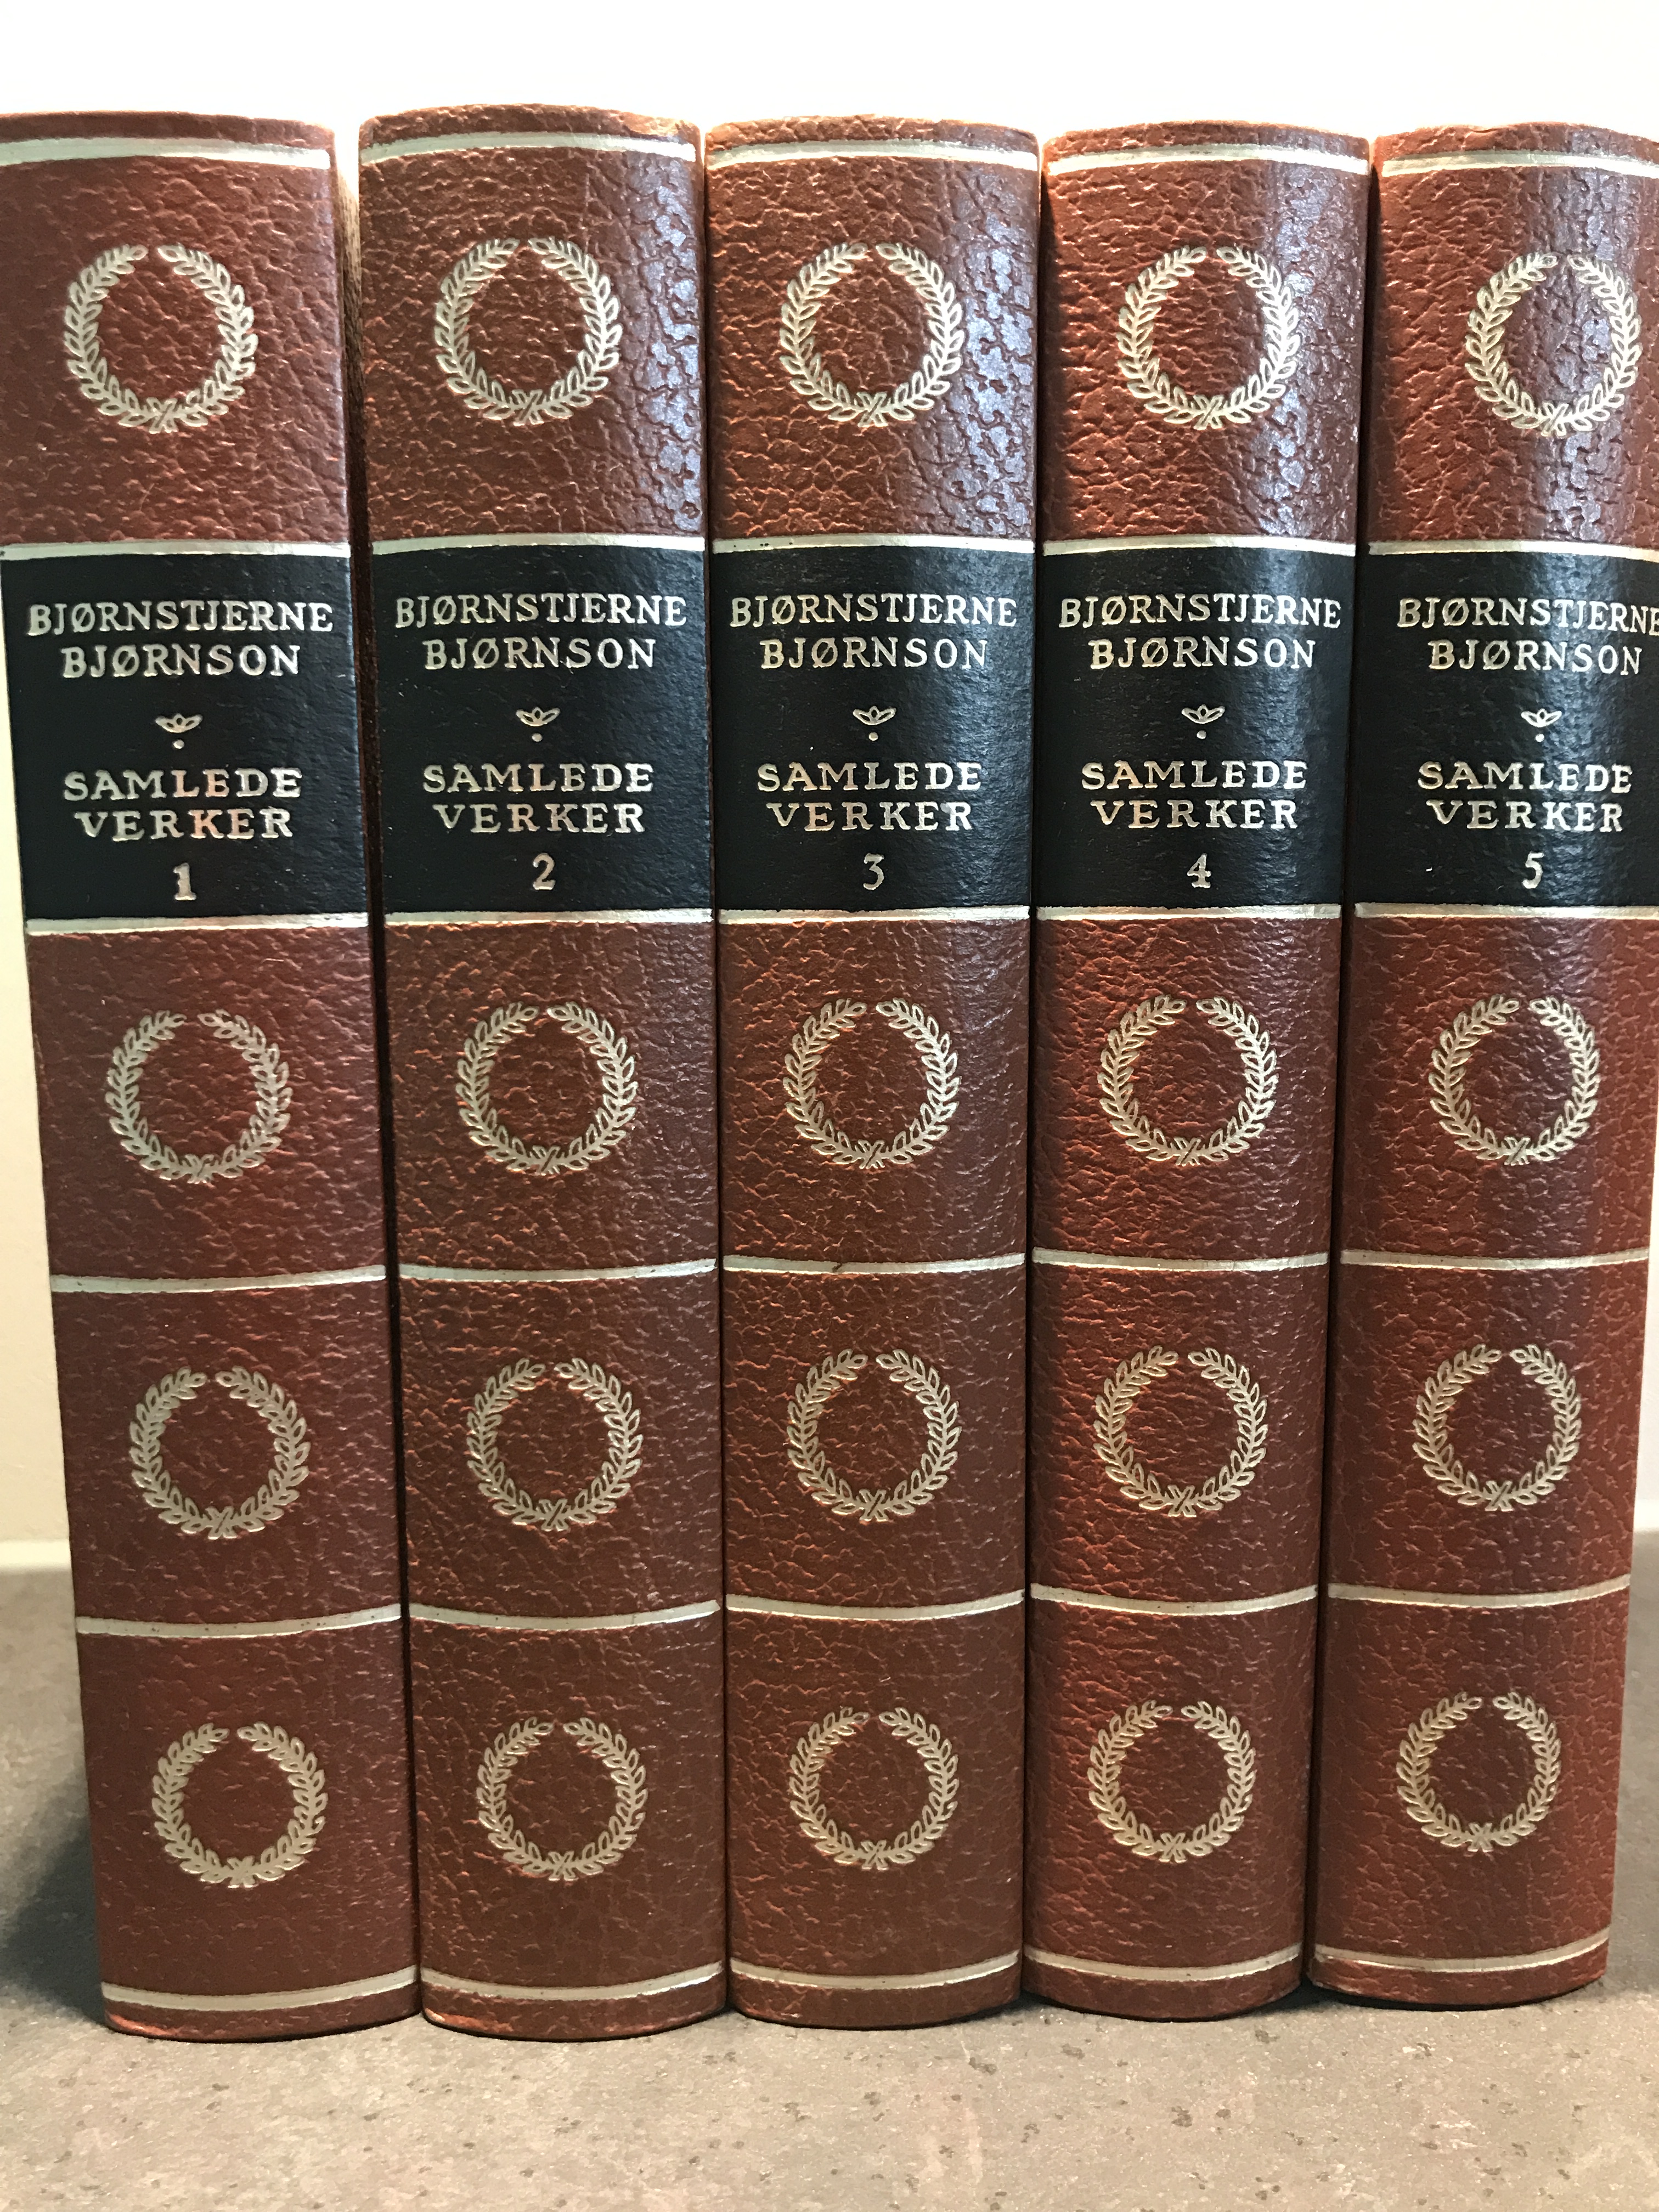 BJØRNSTJERNE
BJØRNSON
SAMLEDE
VERKER
1
BJØRNSTJERNE
BJØRNSON
SAMLEDE
VERKER
2
BJØRNSTJERNE
BJØRNSON
SAMLEDE
VERKER
3
BJØRNSTJERNE
BJØRNSON
SAMLEDE
VERKER
4
BJØRNSTJERNE
BJØRNSON
SAMLEDE
VERKER
5